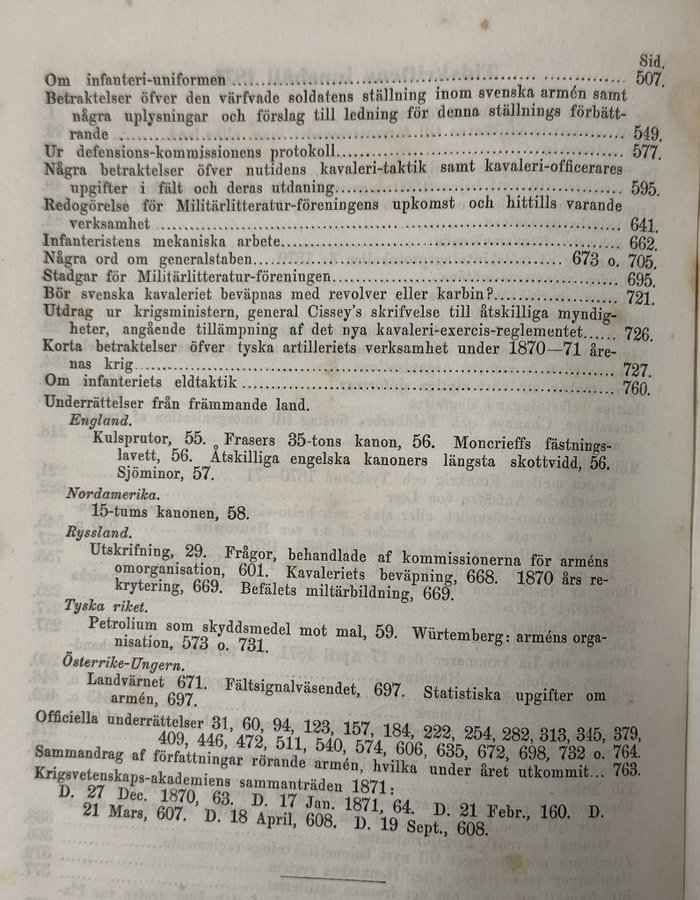 Sid.
Om infanteri-uniformen ........ 507.
Betraktelser öfver den värfvade soldatens ställning inom svenska armén samt
några uplysningar och förslag till ledning för denna ställnings förbätt-
rande ........ 549.
Ur defensions-kommissionens protokoll........ 577.
Några betraktelser öfver nutidens kavaleri-taktik samt kavaleri-officerares
upgifter i fält och deras utdaning........ 595.
Redogörelse för Militärlitteratur-föreningens upkomst och hittills varande
verksamhet ........ 641.
Infanteristens mekaniska arbete........ 662.
Några ord om generalstaben........ 673 o. 705.
Stadgar för Militärlitteratur-föreningen........ 695.
Bör svenska kavaleriet beväpnas med revolver eller karbin?........ 721.
Utdrag ur krigsministern, general Cissey's skrifvelse till åtskilliga myndig-
heter, angående tillämpning af det nya kavaleri-exercis-reglementet...... 726.
Korta betraktelser öfver tyska artilleriets verksamhet under 1870—71 åre-
nas krig........ 727.
Om infanteriets eldtaktik ........ 760.
Underrättelser från främmande land.
England.
Kulsprutor, 55. Frasers 35-tons kanon, 56. Moncrieffs fästnings-
lavett, 56. Åtskilliga engelska kanoners längsta skottvidd, 56.
Sjöminor, 57.
Nordamerika.
15-tums kanonen, 58.
Ryssland.
Utskrifning, 29. Frågor, behandlade af kommissionerna för arméns
omorganisation, 601. Kavaleriets beväpning, 668. 1870 års re-
krytering, 669. Befälets miltärbildning, 669.
Tyska riket.
Petrolium som skyddsmedel mot mal, 59. Würtemberg: arméns orga-
nisation, 573 o. 731.
Österrike-Ungern.
Landvärnet 671. Fältsignalväsendet, 697. Statistiska upgifter om
armén, 697.
Officiella underrättelser 31, 60, 94, 123, 157, 184, 222, 254, 282, 313, 345, 379,
409, 446, 472, 511, 540, 574, 606, 635, 672, 698, 732 o. 764.
Sammandrag af författningar rörande armén, hvilka under året utkommit... 763.
Krigsvetenskaps-akademiens sammanträden 1871:
D. 27 Dec. 1870, 63. D. 17 Jan. 1871, 64. D. 21 Febr., 160. D.
21 Mars, 607. D. 18 April, 608. D. 19 Sept., 608.